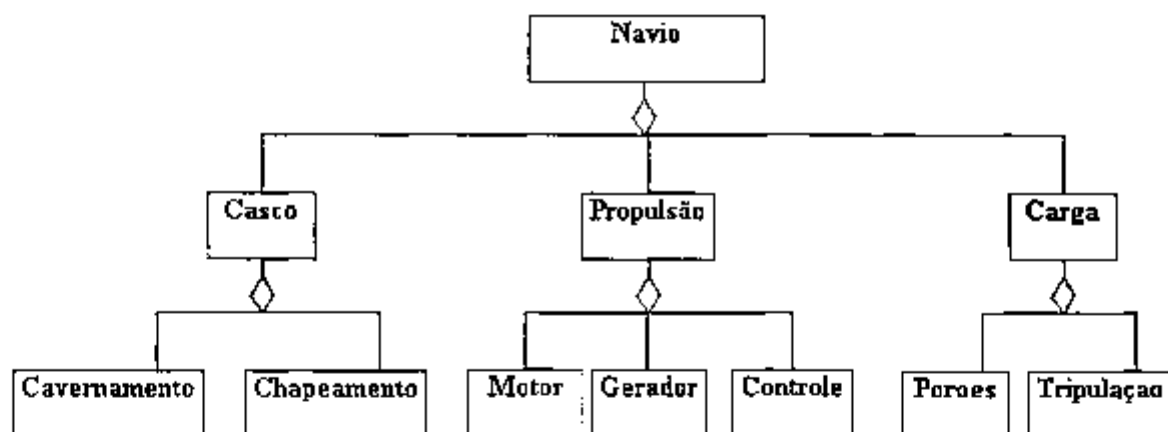 Navio
Casco
Propulsão
Carga
Cavernamento
Chapeamento
Motor
Gerador
Controle
Poroes
Tripulaçao